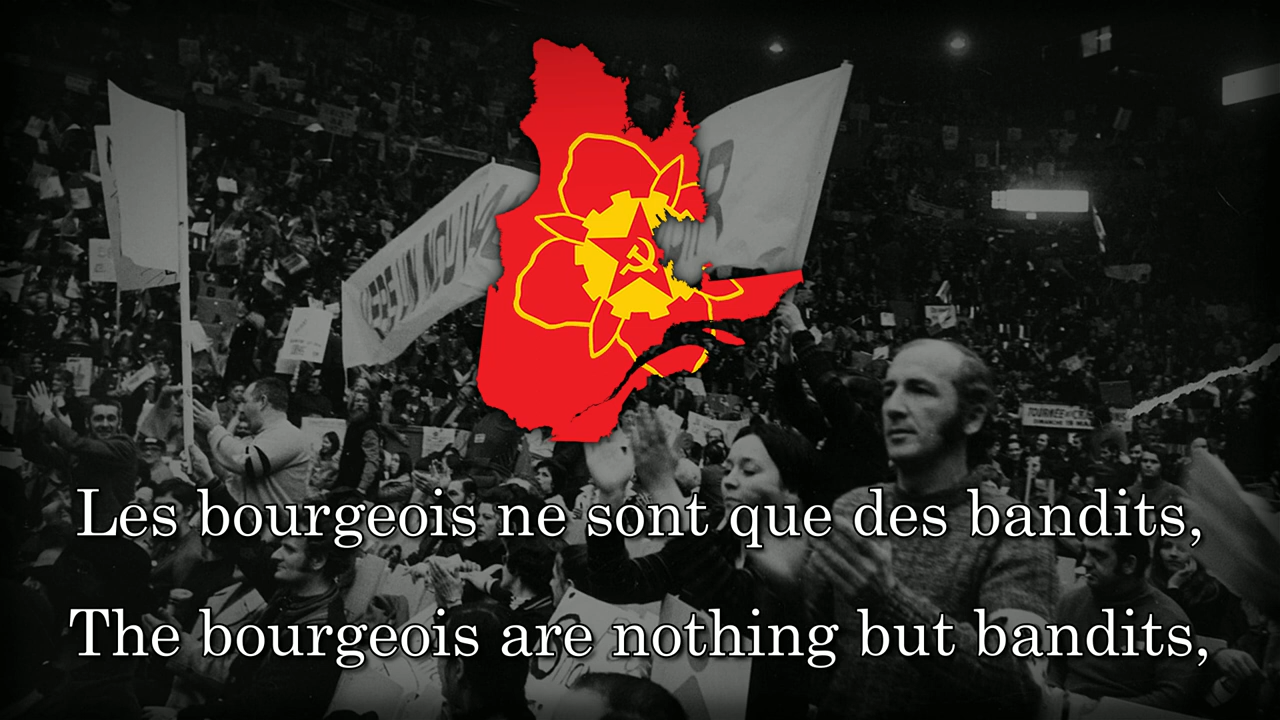 Les bourgeois ne sont que des bandits,
The bourgeois are nothing but bandits,